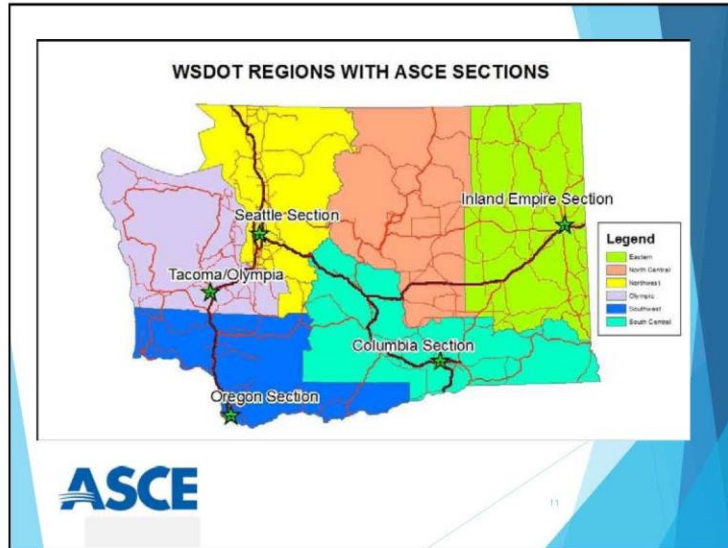 WSDOT REGIONS WITH ASCE SECTIONS
Seattle Section
Inland Empire Section
Tacoma/Olympia
Columbia Section
Oregon Section
Legend
Eastern
North Central
Northwest
Olympic
Southwest
South Central
ASCE
11